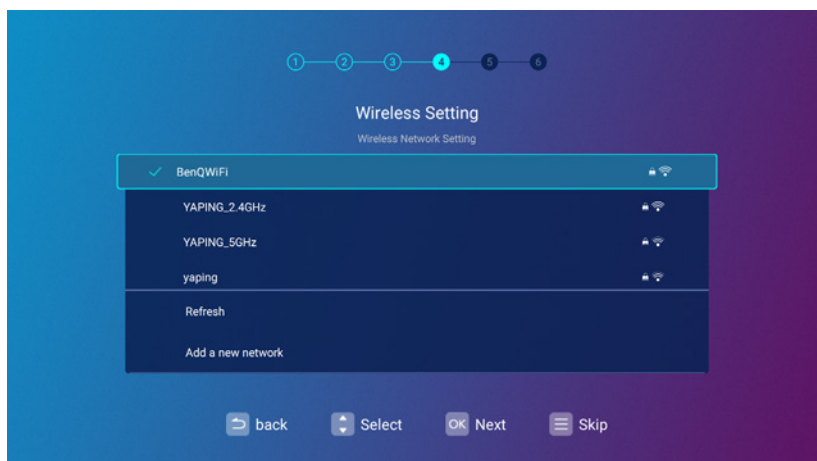 1 2 3 4 5 6
Wireless Setting
Wireless Network Setting
BenQWiFi
YAPING_2.4GHz
YAPING_5GHz
yaping
Refresh
Add a new network
back Select OK Next Skip